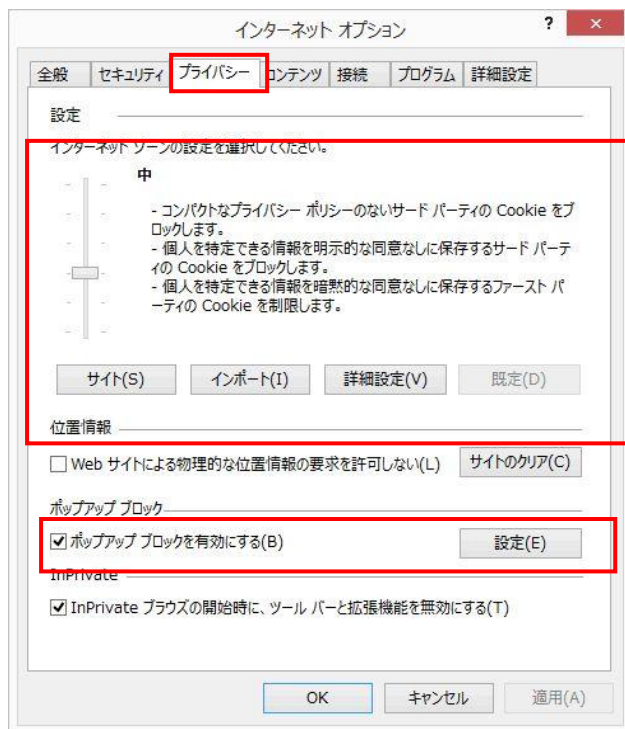 インターネット オプション
? ×
全般 セキュリティ プライバシー コンテンツ 接続 プログラム 詳細設定
設定
インターネット ゾーンの設定を選択してください。
中
- コンパクトなプライバシー ポリシーのないサード パーティの Cookie をブ
ロックします。
- 個人を特定できる情報を明示的な同意なしに保存するサード パーテ
ィの Cookie をブロックします。
- 個人を特定できる情報を暗黙的な同意なしに保存するファースト パ
ーティの Cookie を制限します。
サイト(S) インポート(I) 詳細設定(V) 既定(D)
位置情報
Web サイトによる物理的な位置情報の要求を許可しない(L) サイトのクリア(C)
ポップアップ ブロック
ポップアップ ブロックを有効にする(B) 設定(E)
InPrivate
InPrivate ブラウズの開始時に、ツール バーと拡張機能を無効にする(T)
OK キャンセル 適用(A)